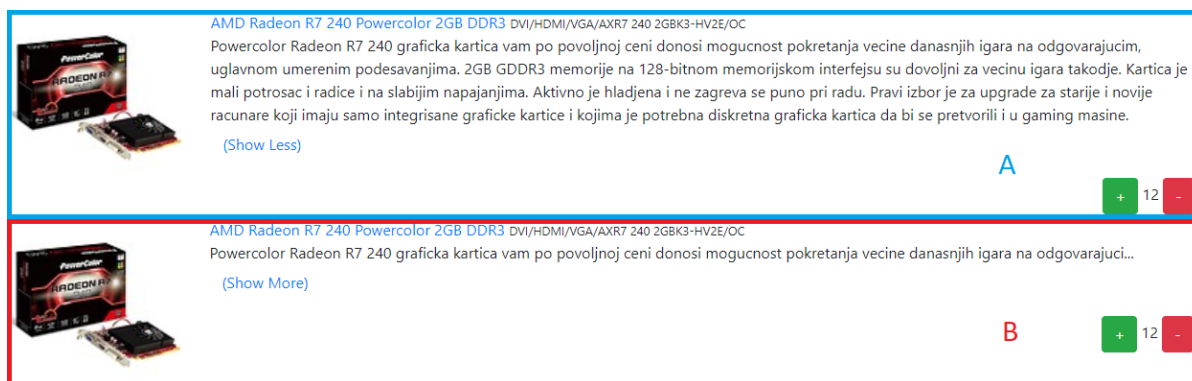 AMD Radeon R7 240 Powercolor 2GB DDR3 DVI/HDMI/VGA/AXR7 240 2GBK3-HV2E/OC
Powercolor Radeon R7 240 graficka kartica vam po povoljnoj ceni donosi mogucnost pokretanja vecine danasnjih igara na odgovarajucim,
uglavnom umerenim podesavanjima. 2GB GDDR3 memorije na 128-bitnom memorijskom interfejsu su dovoljni za vecinu igara takodje. Kartica je
mali potrosac i radice i na slabijim napajanjima. Aktivno je hladjena i ne zagreva se puno pri radu. Pravi izbor je za upgrade za starije i novije
racunare koji imaju samo integrisane graficke kartice i kojima je potrebna diskretna graficka kartica da bi se pretvorili i u gaming masine.
(Show Less)
A
+ 12 -
PowerColor
RADEON R7
AMD Radeon R7 240 Powercolor 2GB DDR3 DVI/HDMI/VGA/AXR7 240 2GBK3-HV2E/OC
Powercolor Radeon R7 240 graficka kartica vam po povoljnoj ceni donosi mogucnost pokretanja vecine danasnjih igara na odgovarajuci...
(Show More)
B
+ 12 -
PowerColor
RADEON R7